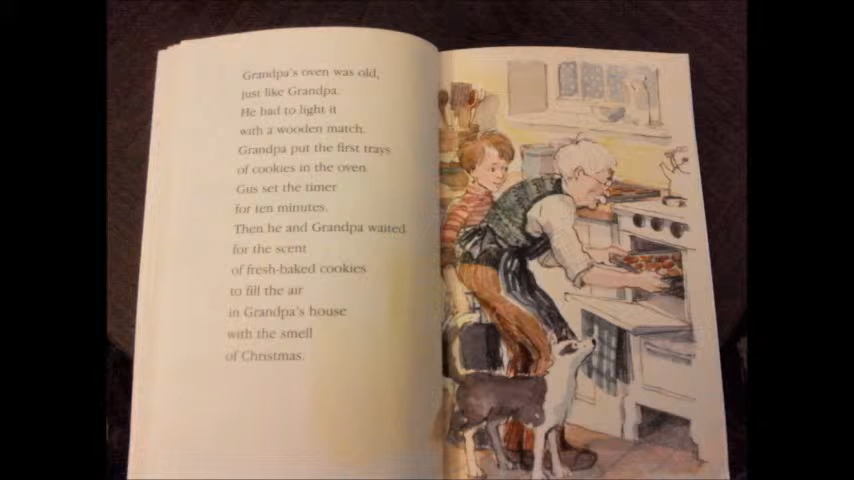 Grandpa's oven was old,
just like Grandpa.
He had to light it
with a wooden match.
Grandpa put the first trays
of cookies in the oven.
Gus set the timer
for ten minutes.
Then he and Grandpa waited
for the scent
of fresh-baked cookies
to fill the air
in Grandpa's house
with the smell
of Christmas.